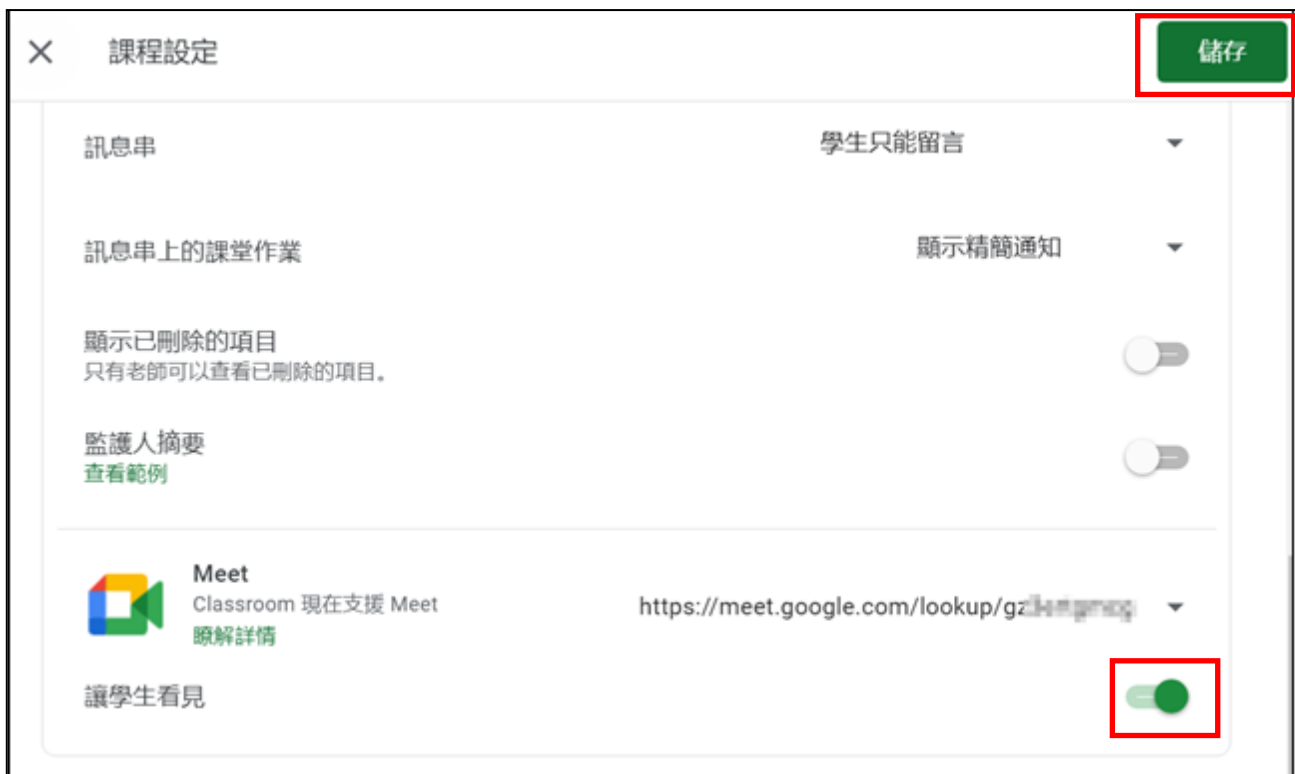 課程設定
儲存
訊息串
學生只能留言
訊息串上的課堂作業
顯示精簡通知
顯示已刪除的項目
只有老師可以查看已刪除的項目。
監護人摘要
查看範例
Meet
Classroom 現在支援 Meet
https://meet.google.com/lookup/gz
瞭解詳情
讓學生看見